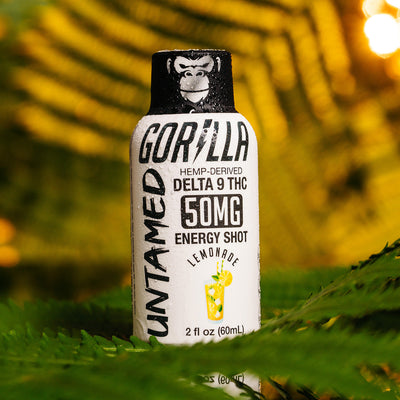 GORILLA
UNTAMED
HEMP-DERIVED
DELTA 9 THC
50MG
ENERGY SHOT
LEMONADE
2 fl oz (60mL)